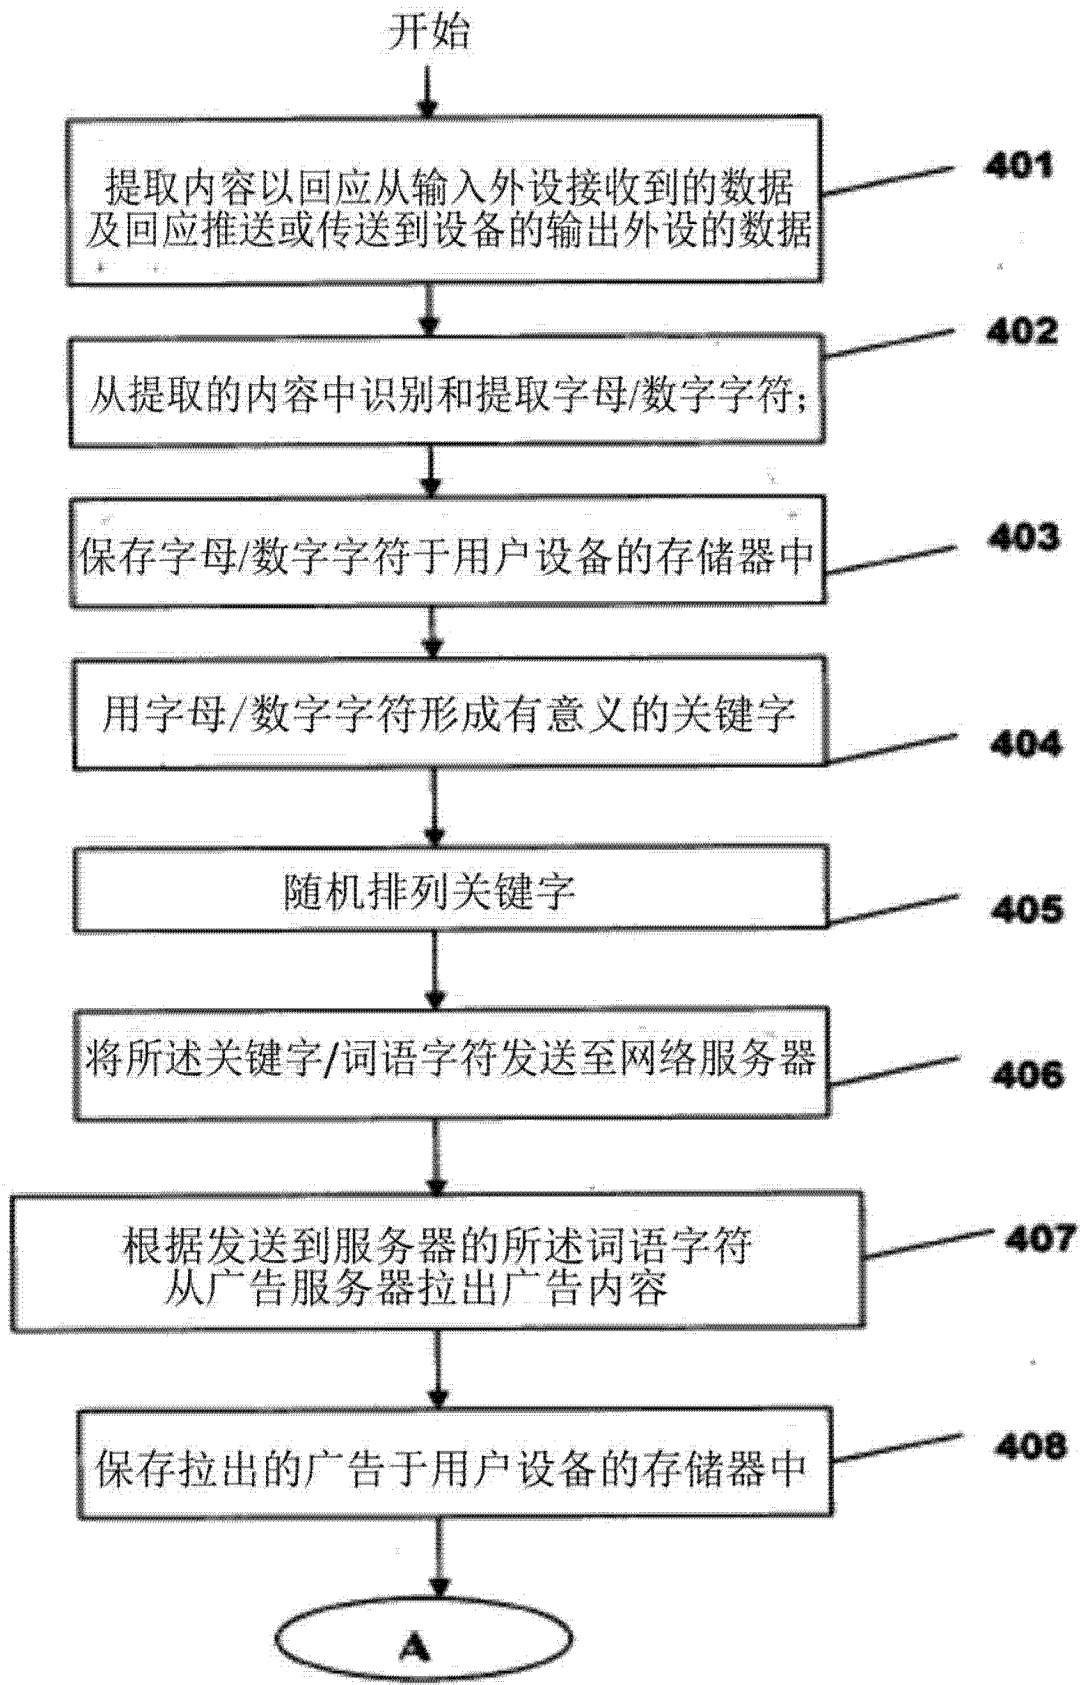 开始
提取内容以回应从输入外设接收到的数据
及回应推送或传送到设备的输出外设的数据
401
从提取的内容中识别和提取字母/数字字符；
402
保存字母/数字字符于用户设备的存储器中
403
用字母/数字字符形成有意义的关键字
404
随机排列关键字
405
将所述关键字/词语字符发送至网络服务器
406
根据发送到服务器的所述词语字符
从广告服务器拉出广告内容
407
保存拉出的广告于用户设备的存储器中
408
A